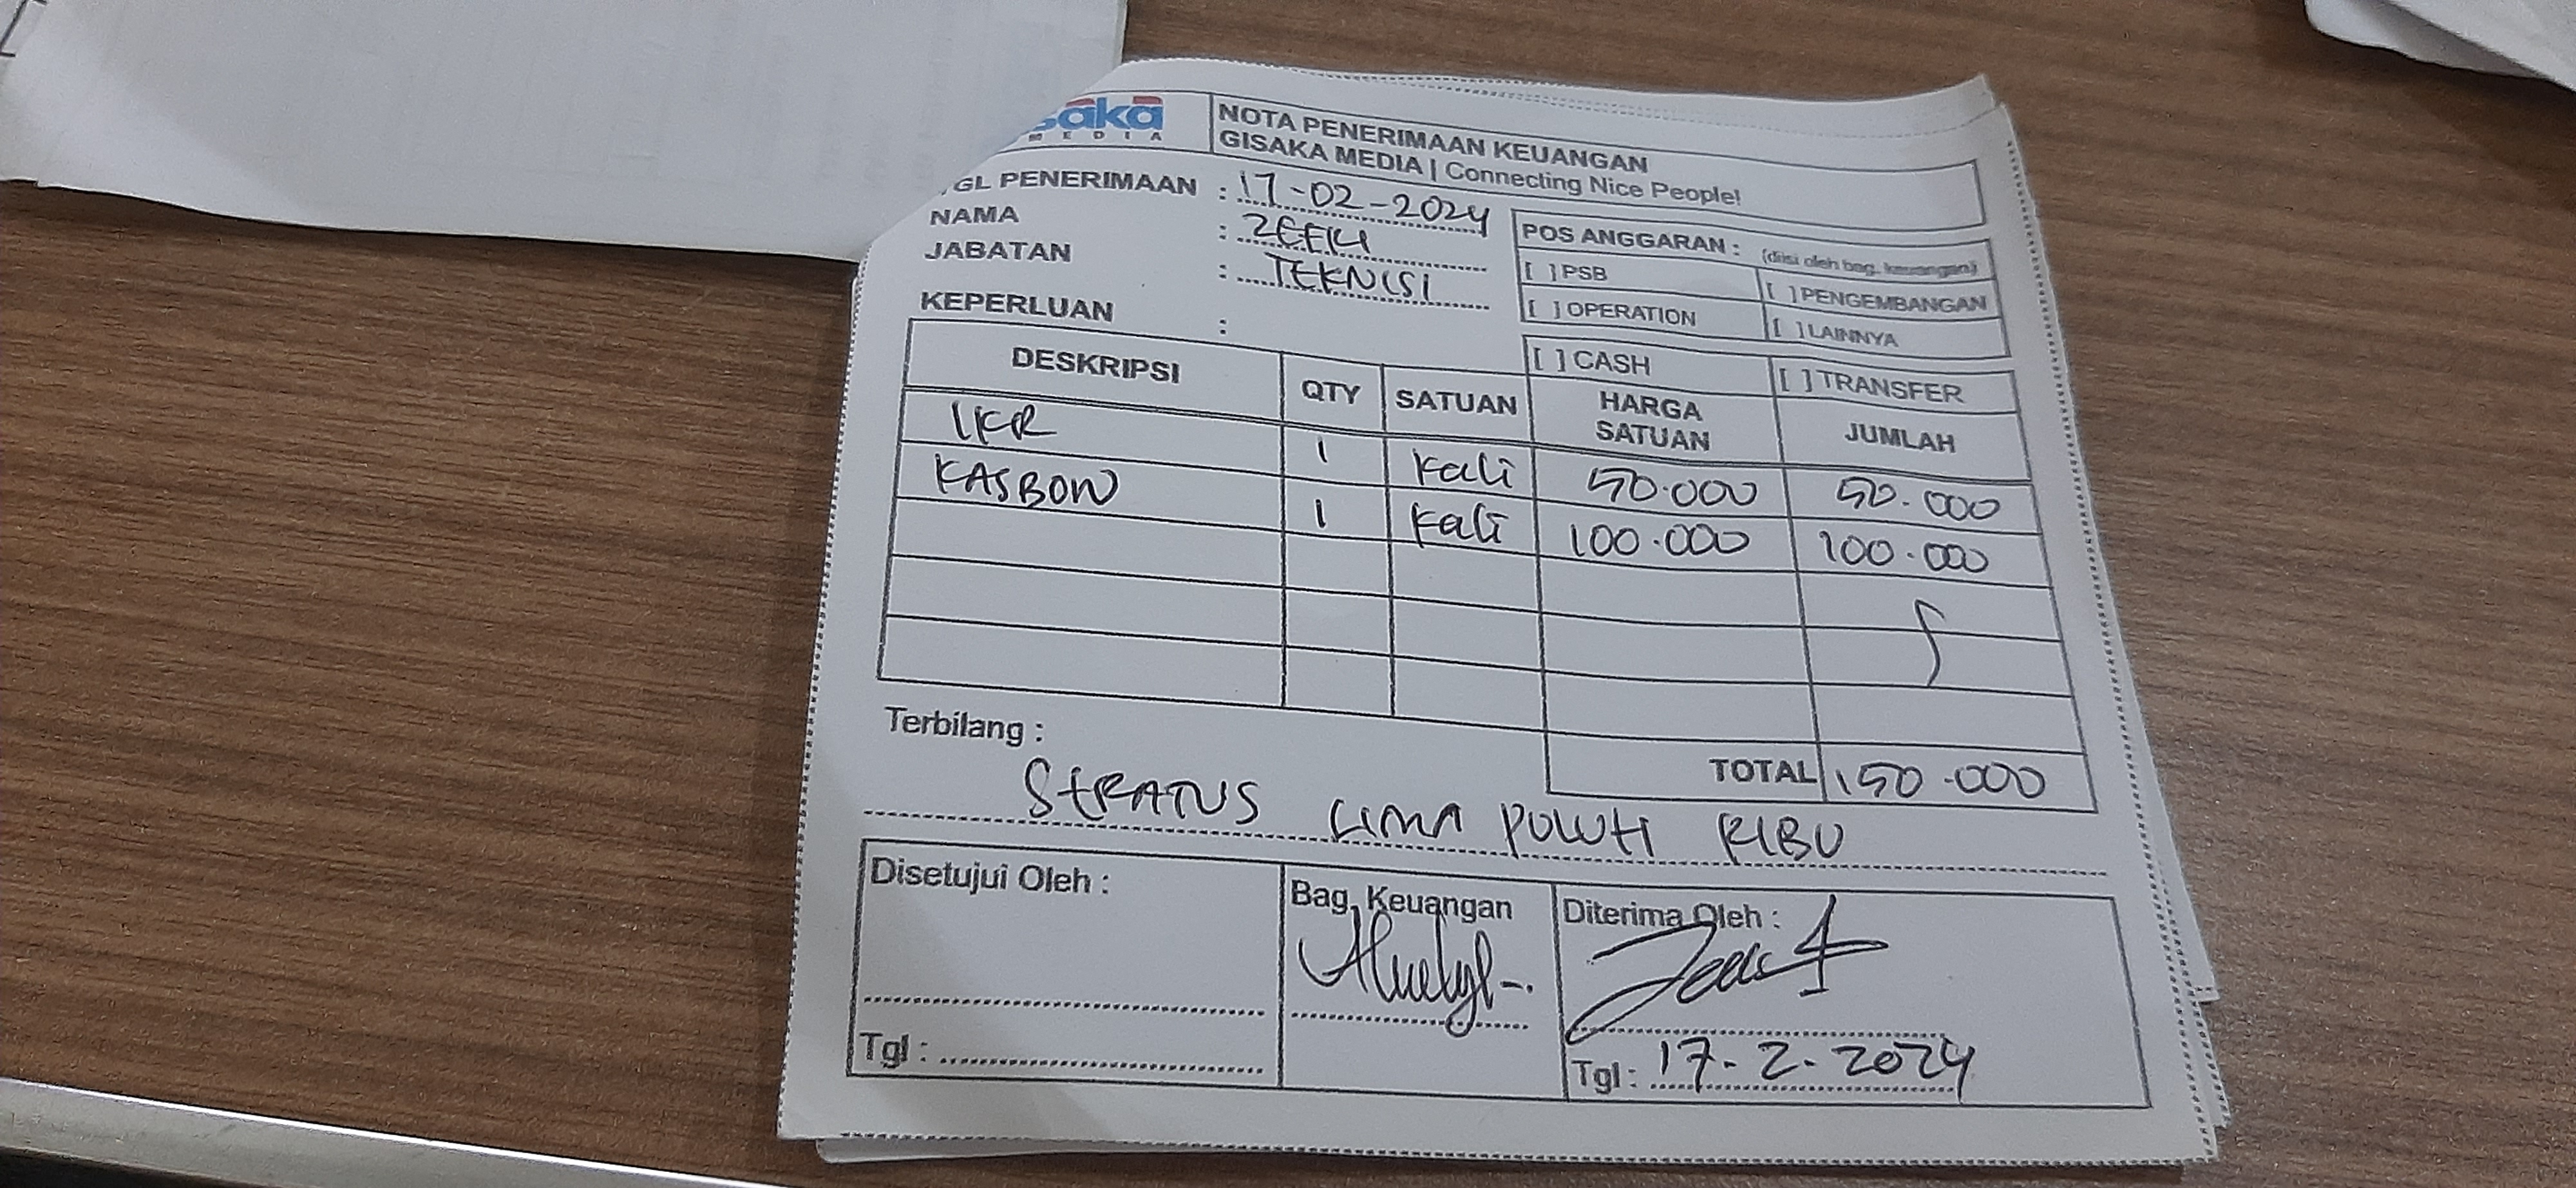 saka
MEDIA
NOTA PENERIMAAN KEUANGAN
GISAKA MEDIA | Connecting Nice People!
GL PENERIMAAN : 17-02-2024
NAMA :
JABATAN : TEKNISI
KEPERLUAN :
POS ANGGARAN : (diisi oleh bag. keuangan)
[ ] PSB [ ] PENGEMBANGAN
[ ] OPERATION [ ] LAINNYA
[ ] CASH [ ] TRANSFER
DESKRIPSI QTY SATUAN HARGA SATUAN JUMLAH
IKR 1 Kali 50.000 50.000
KASBON 1 Kali 100.000 100.000
TOTAL 150.000
Terbilang :
SERATUS LIMA PULUH RIBU
Disetujui Oleh : Bag. Keuangan Diterima Oleh :
Tgl : Tgl : 17-2-2024